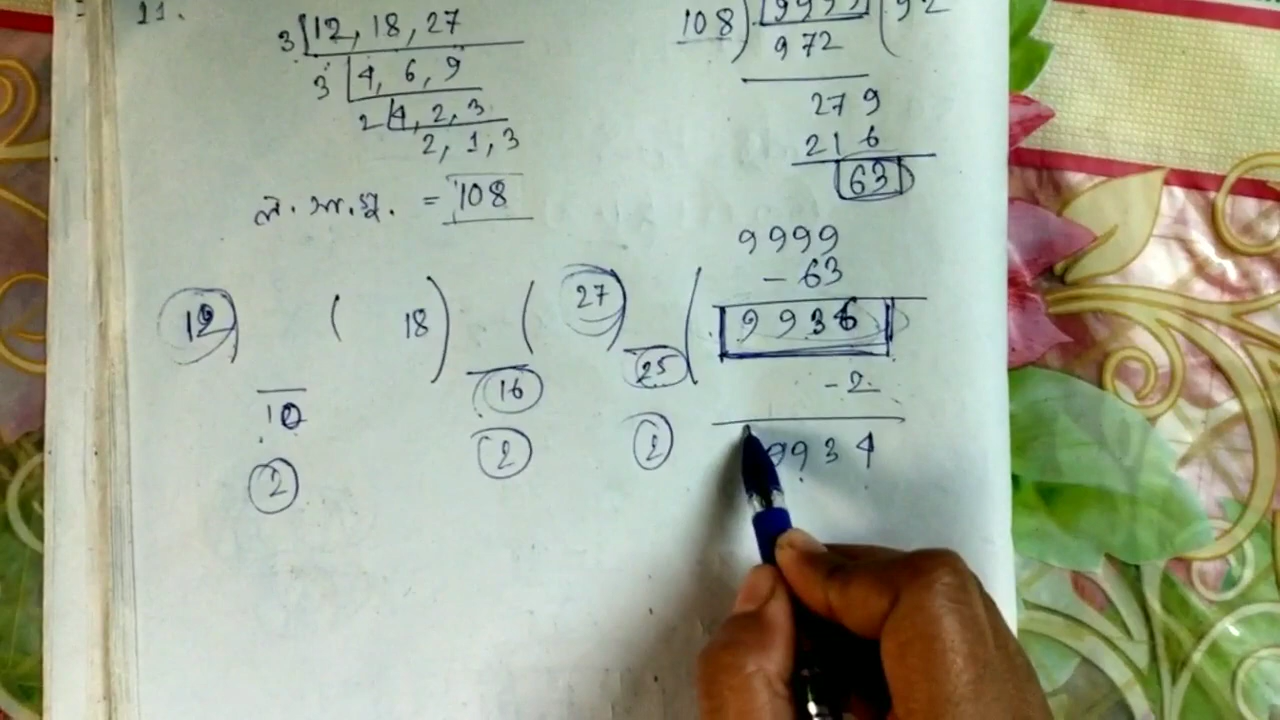 11.
3 12, 18, 27
3 4, 6, 9
2 4, 2, 3
2, 1, 3
ल. सा. गु. = 108
108) 9999 (92
972
279
216
63
9999
- 63
9936
- 2
9934
12) ( 18) ( 27) (
10 16 25
2 2 2